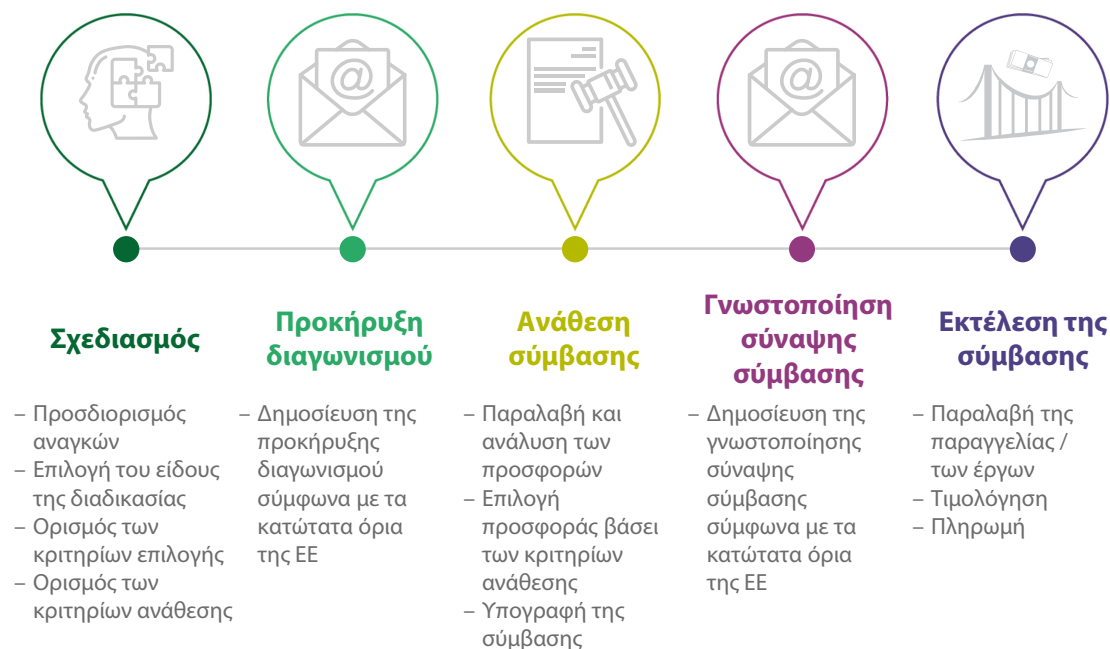 @
@
Σχεδιασμός
– Προσδιορισμός
αναγκών
– Επιλογή του είδους
της διαδικασίας
– Ορισμός των
κριτηρίων επιλογής
– Ορισμός των
κριτηρίων ανάθεσης
Προκήρυξη
διαγωνισμού
– Δημοσίευση της
προκήρυξης
διαγωνισμού
σύμφωνα με τα
κατώτατα όρια
της ΕΕ
Ανάθεση
σύμβασης
– Παραλαβή και
ανάλυση των
προσφορών
– Επιλογή
προσφοράς βάσει
των κριτηρίων
ανάθεσης
– Υπογραφή της
σύμβασης
Γνωστοποίηση
σύναψης
σύμβασης
– Δημοσίευση της
γνωστοποίησης
σύναψης
σύμβασης
σύμφωνα με τα
κατώτατα όρια
της ΕΕ
Εκτέλεση της
σύμβασης
– Παραλαβή της
παραγγελίας /
των έργων
– Τιμολόγηση
– Πληρωμή